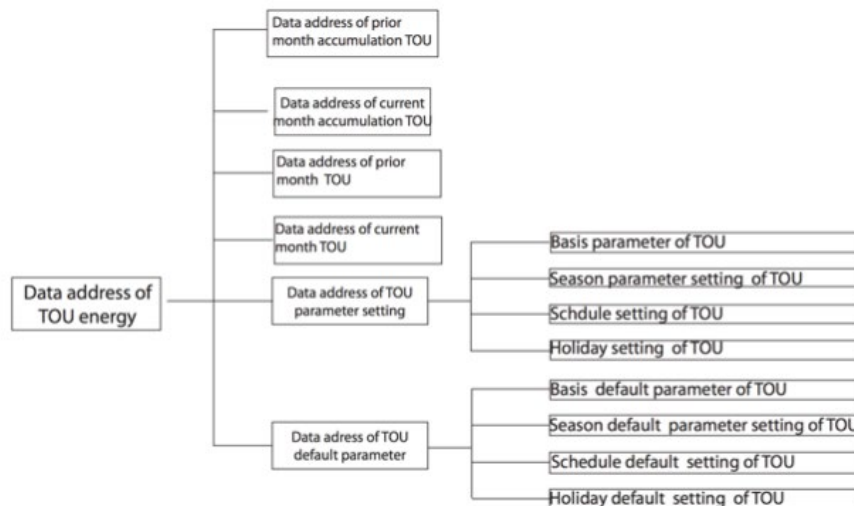 Data address of prior
month accumulation TOU
Data address of current
month accumulation TOU
Data address of prior
month TOU
Data address of current
month TOU
Data address of
TOU energy
Data address of TOU
parameter setting
Basis parameter of TOU
Season parameter setting of TOU
Schdule setting of TOU
Holiday setting of TOU
Data adress of TOU
default parameter
Basis default parameter of TOU
Season default parameter setting of TOU
Schedule default setting of TOU
Holiday default setting of TOU